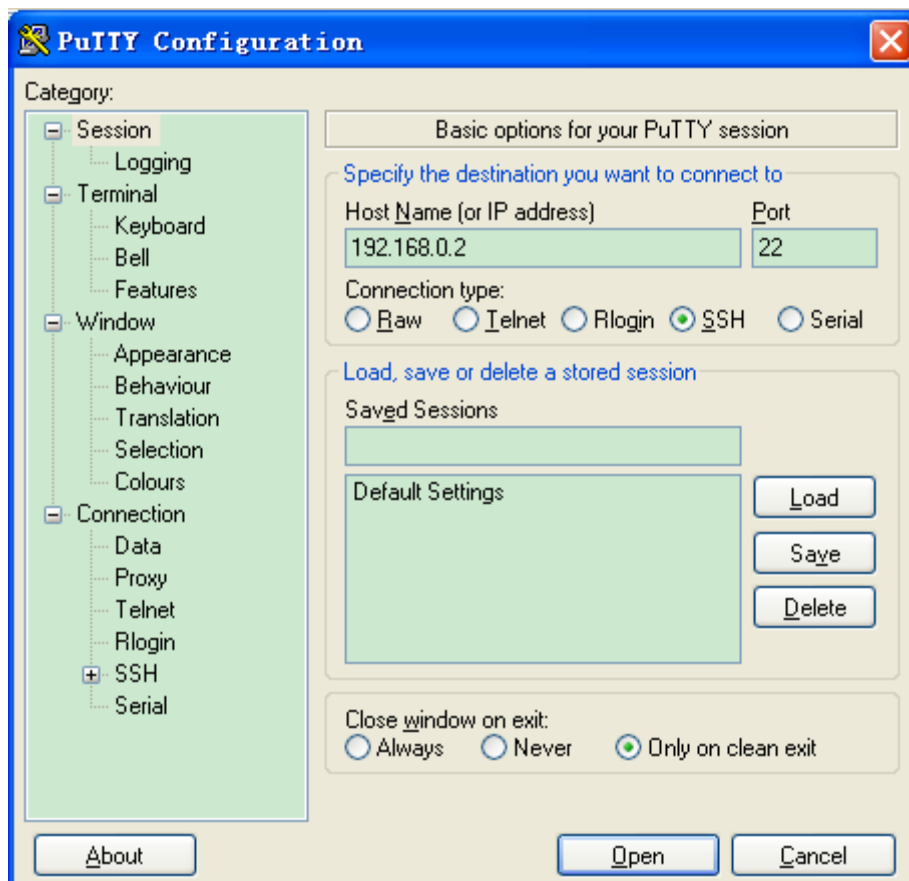 PuTTY Configuration
Category:
Session
Logging
Terminal
Keyboard
Bell
Features
Window
Appearance
Behaviour
Translation
Selection
Colours
Connection
Data
Proxy
Telnet
Rlogin
SSH
Serial
Basic options for your PuTTY session
Specify the destination you want to connect to
Host Name (or IP address) Port
192.168.0.2 22
Connection type:
Raw Telnet Rlogin SSH Serial
Load, save or delete a stored session
Saved Sessions
Default Settings
Load
Save
Delete
Close window on exit:
Always Never Only on clean exit
About Open Cancel